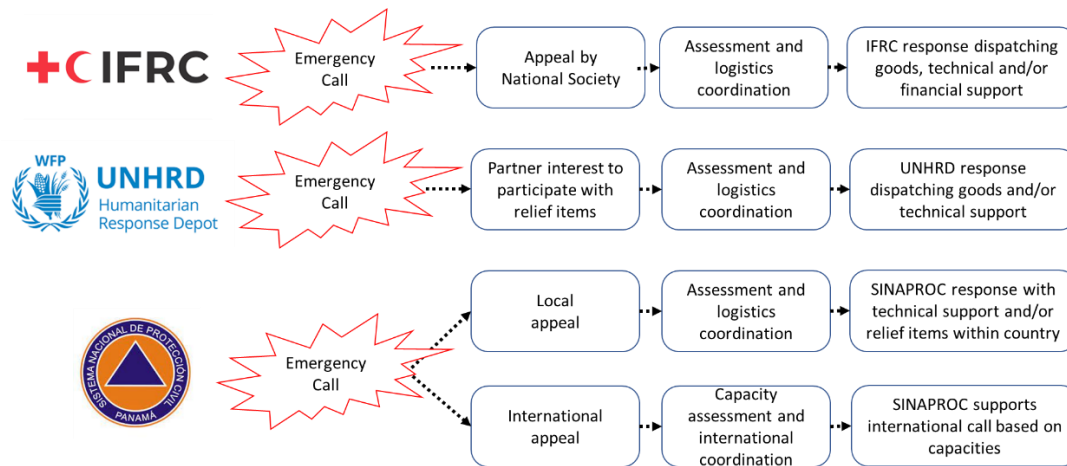 IFRC
Emergency
Call
Appeal by
National Society
Assessment and
logistics
coordination
IFRC response dispatching
goods, technical and/or
financial support
WFP
UNHRD
Humanitarian
Response Depot
Emergency
Call
Partner interest to
participate with
relief items
Assessment and
logistics
coordination
UNHRD response
dispatching goods and/or
technical support
SISTEMA NACIONAL DE PROTECCIÓN CIVIL
PANAMÁ
Emergency
Call
Local
appeal
Assessment and
logistics
coordination
SINAPROC response with
technical support and/or
relief items within country
International
appeal
Capacity
assessment and
international
coordination
SINAPROC supports
international call based on
capacities